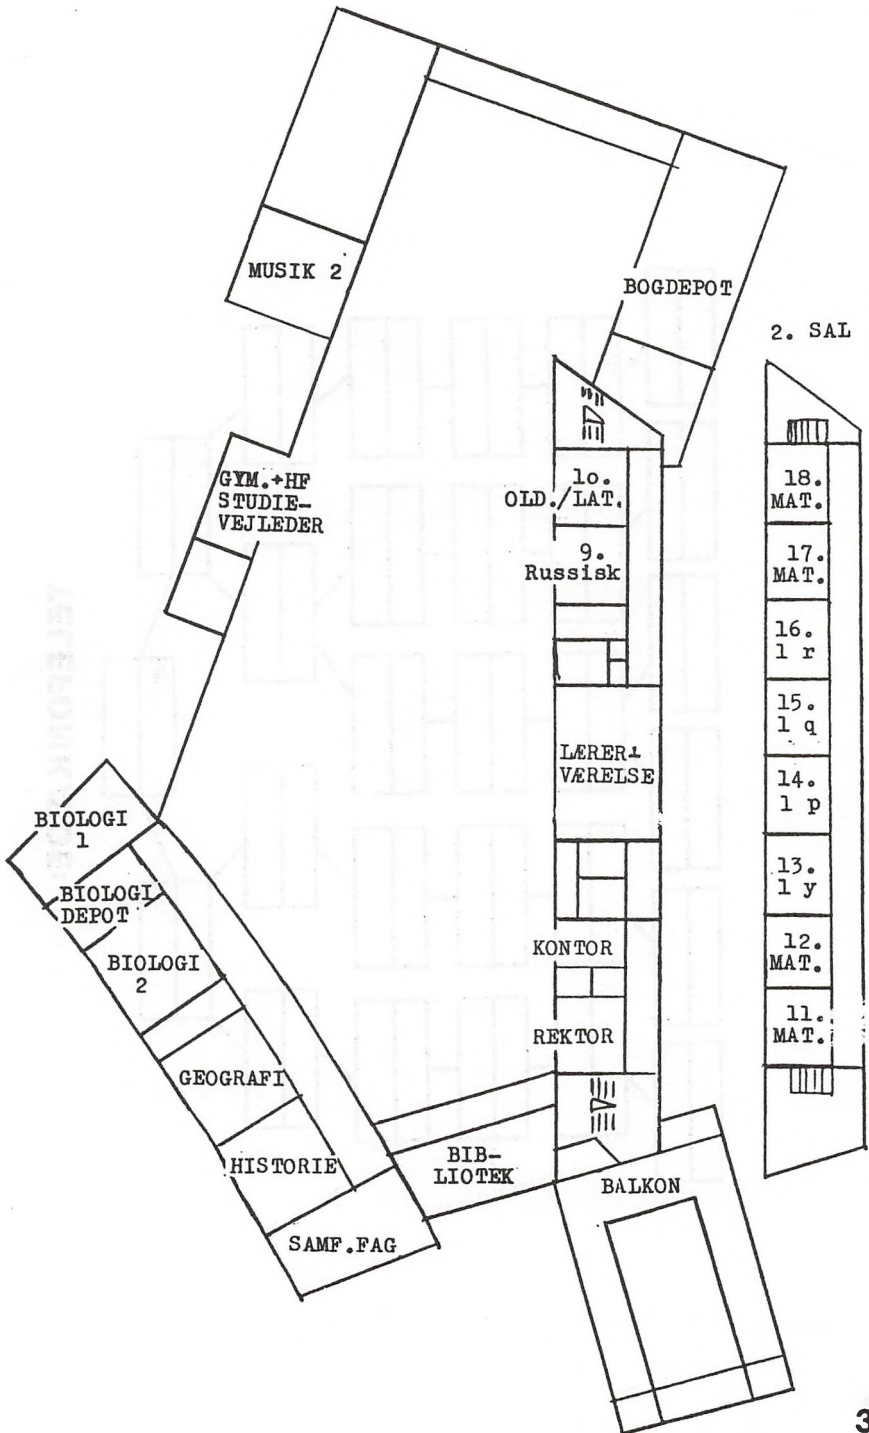 MUSIK 2
BOGDEPOT
2. SAL
GYM.+HF
STUDIE-
VEJLEDER
1o.
OLD./LAT.
9.
Russisk
LÆRER-
VÆRELSE
KONTOR
REKTOR
BIOLOGI
1
BIOLOGI
DEPOT
BIOLOGI
2
GEOGRAFI
HISTORIE
SAMF.FAG
BIB-
LIOTEK
BALKON
18.
MAT.
17.
MAT.
16.
1 r
15.
1 q
14.
1 p
13.
1 y
12.
MAT.
11.
MAT.
3